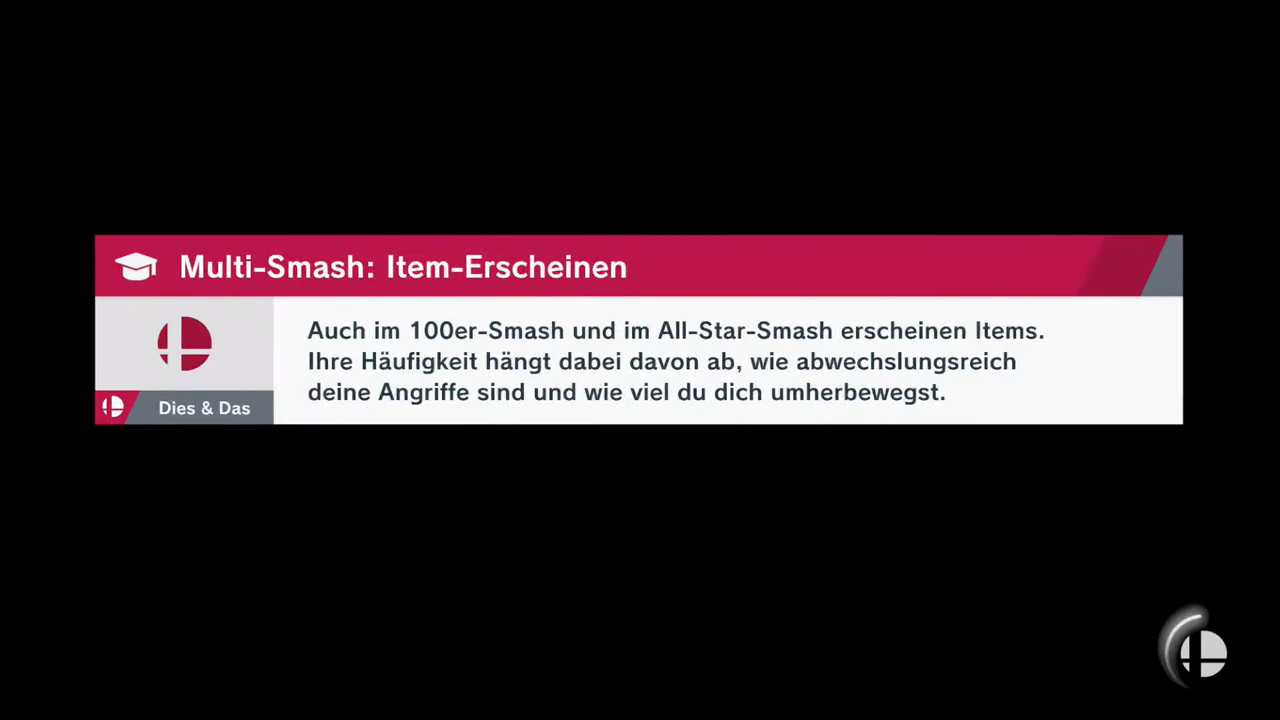 Multi-Smash: Item-Erscheinen
Auch im 100er-Smash und im All-Star-Smash erscheinen Items.
Ihre Häufigkeit hängt dabei davon ab, wie abwechslungsreich
deine Angriffe sind und wie viel du dich umherbewegst.
Dies & Das